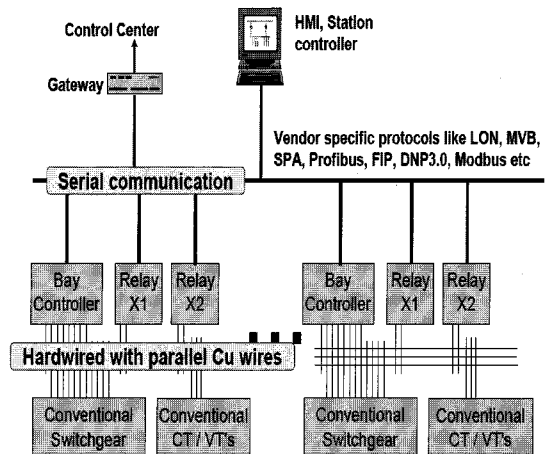 Control Center
HMI, Station
controller
Gateway
Vendor specific protocols like LON, MVB,
SPA, Profibus, FIP, DNP3.0, Modbus etc
Serial communication
Bay
Controller
Relay
X1
Relay
X2
Bay
Controller
Relay
X1
Relay
X2
Hardwired with parallel Cu wires
Conventional
Switchgear
Conventional
CT / VT's
Conventional
Switchgear
Conventional
CT / VT's